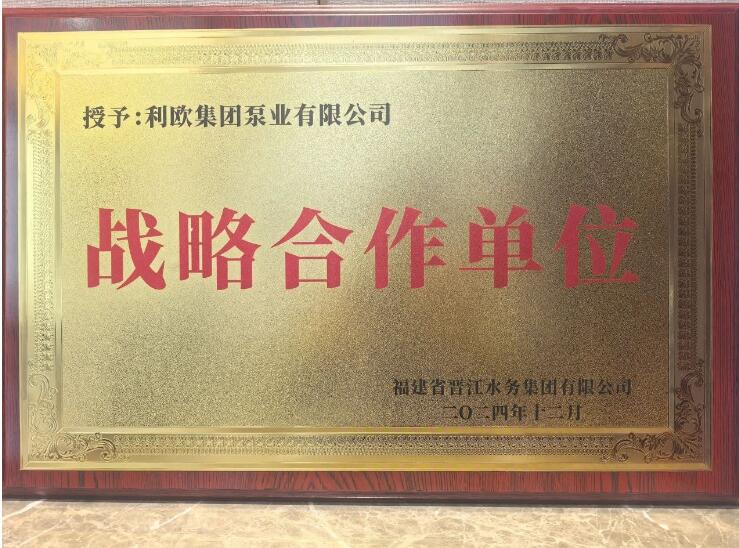 授予:利欧集团泵业有限公司
战略合作单位
福建省晋江水务集团有限公司
二〇二四年十二月